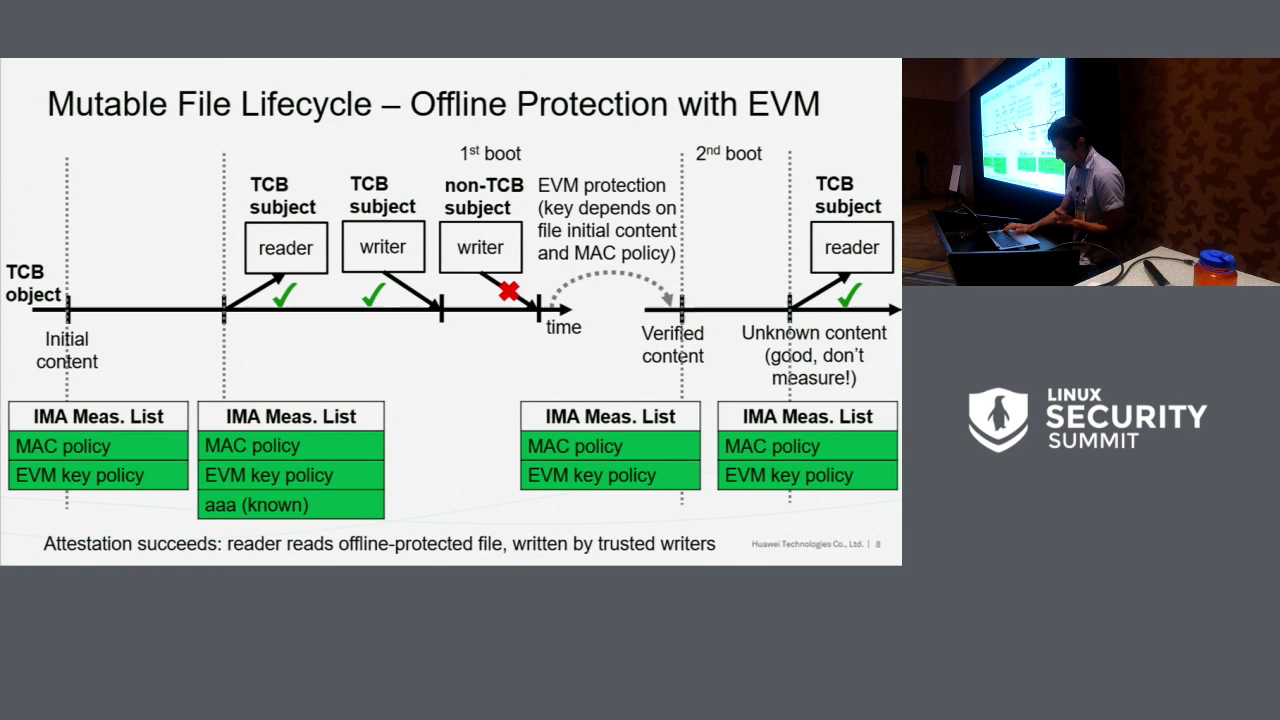 Mutable File Lifecycle – Offline Protection with EVM
1st boot
2nd boot
TCB
subject
TCB
subject
non-TCB
subject
EVM protection
(key depends on
file initial content
and MAC policy)
TCB
subject
reader
writer
writer
reader
TCB
object
time
Initial
content
Verified
content
Unknown content
(good, don't
measure!)
IMA Meas. List
MAC policy
EVM key policy
IMA Meas. List
MAC policy
EVM key policy
aaa (known)
IMA Meas. List
MAC policy
EVM key policy
IMA Meas. List
MAC policy
EVM key policy
Attestation succeeds: reader reads offline-protected file, written by trusted writers
Huawei Technologies Co., Ltd. | 8
LINUX
SECURITY
SUMMIT